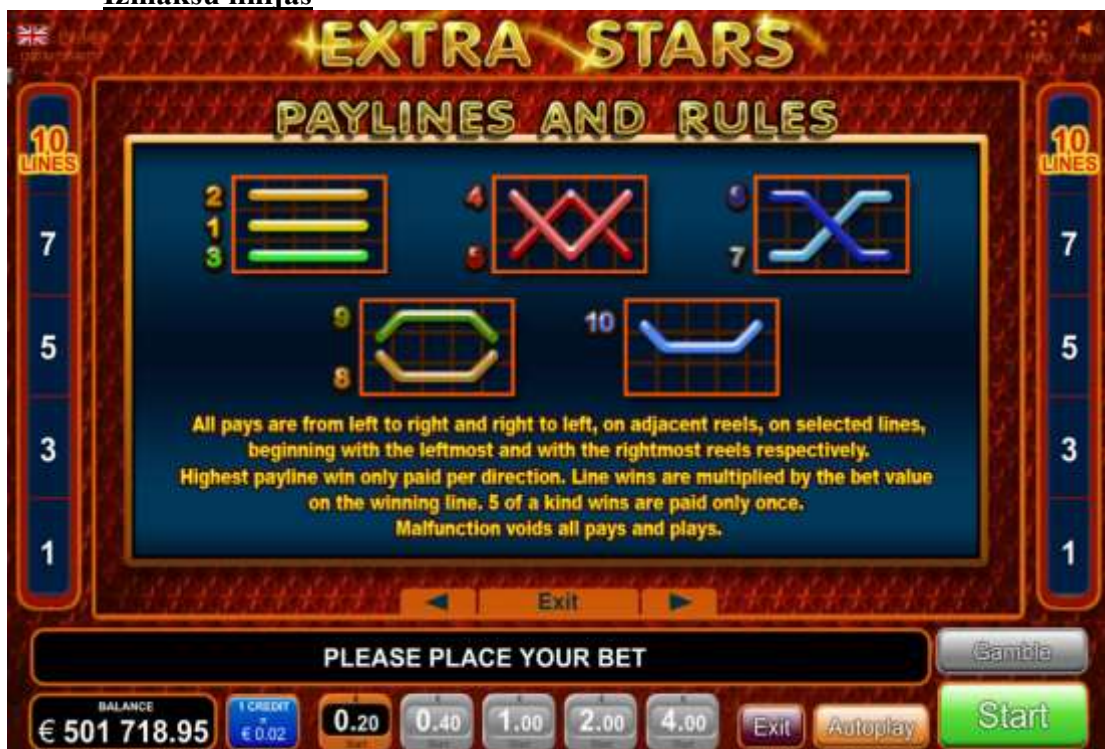 Izmaksu līnijas
EXTRA STARS
PAYLINES AND RULES
10 LINES
7
5
3
1
2
1
3
4
5
6
7
9
8
10
All pays are from left to right and right to left, on adjacent reels, on selected lines,
beginning with the leftmost and with the rightmost reels respectively.
Highest payline win only paid per direction. Line wins are multiplied by the bet value
on the winning line. 5 of a kind wins are paid only once.
Malfunction voids all pays and plays.
10 LINES
7
5
3
1
Exit
PLEASE PLACE YOUR BET
Gamble
BALANCE
€ 501 718.95
1 CREDIT
=
€ 0.02
0.20
0.40
1.00
2.00
4.00
Exit
Autoplay
Start